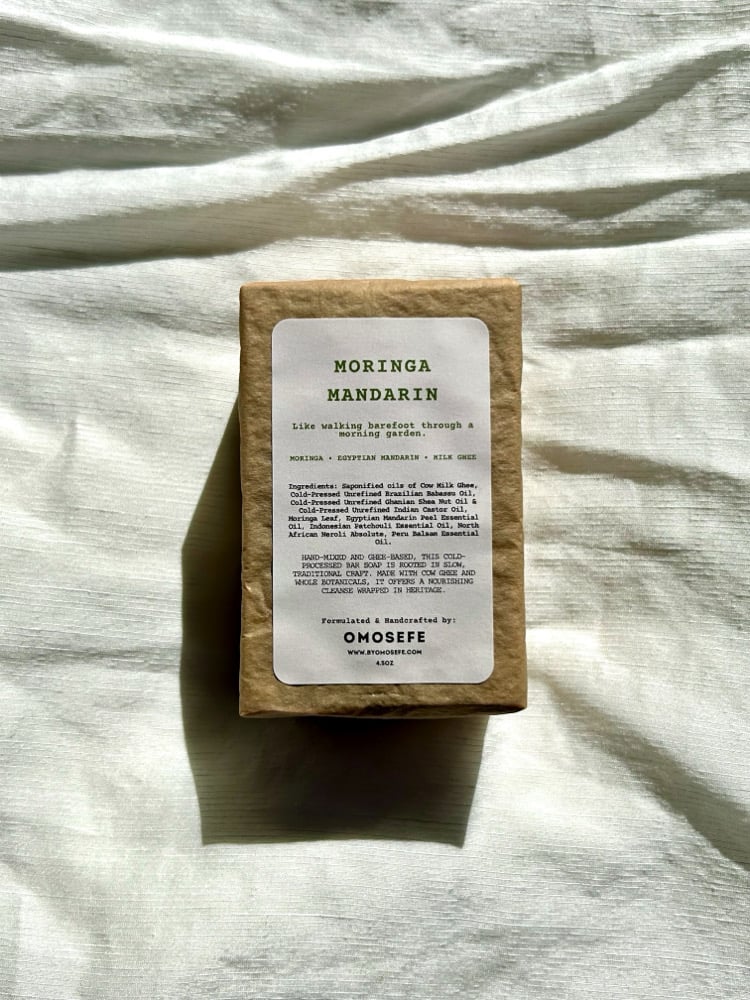 MORINGA
MANDARIN
Like walking barefoot through a
morning garden.
MORINGA • EGYPTIAN MANDARIN • MILK GHEE
Ingredients: Saponified oils of Cow Milk Ghee,
Cold-Pressed Unrefined Brazilian Babassu Oil,
Cold-Pressed Unrefined Ghanian Shea Nut Oil &
Cold-Pressed Unrefined Indian Castor Oil,
Moringa Leaf, Egyptian Mandarin Peel Essential
Oil, Indonesian Patchouli Essential Oil, North
African Neroli Absolute, Peru Balsam Essential
Oil.
HAND-MIXED AND GHEE-BASED, THIS COLD-
PROCESSED BAR SOAP IS ROOTED IN SLOW,
TRADITIONAL CRAFT. MADE WITH COW GHEE AND
WHOLE BOTANICALS, IT OFFERS A NOURISHING
CLEANSE WRAPPED IN HERITAGE.
Formulated & Handcrafted by:
OMOSEFE
WWW.BYOMOSEFE.COM
4.5OZ